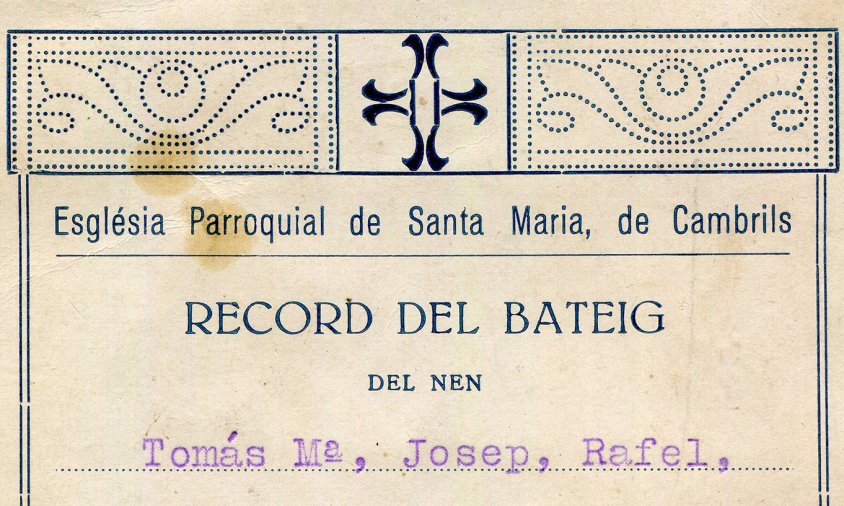 Església Parroquial de Santa Maria, de Cambrils
RECORD DEL BATEIG
DEL NEN
Tomás Mª, Josep, Rafel,